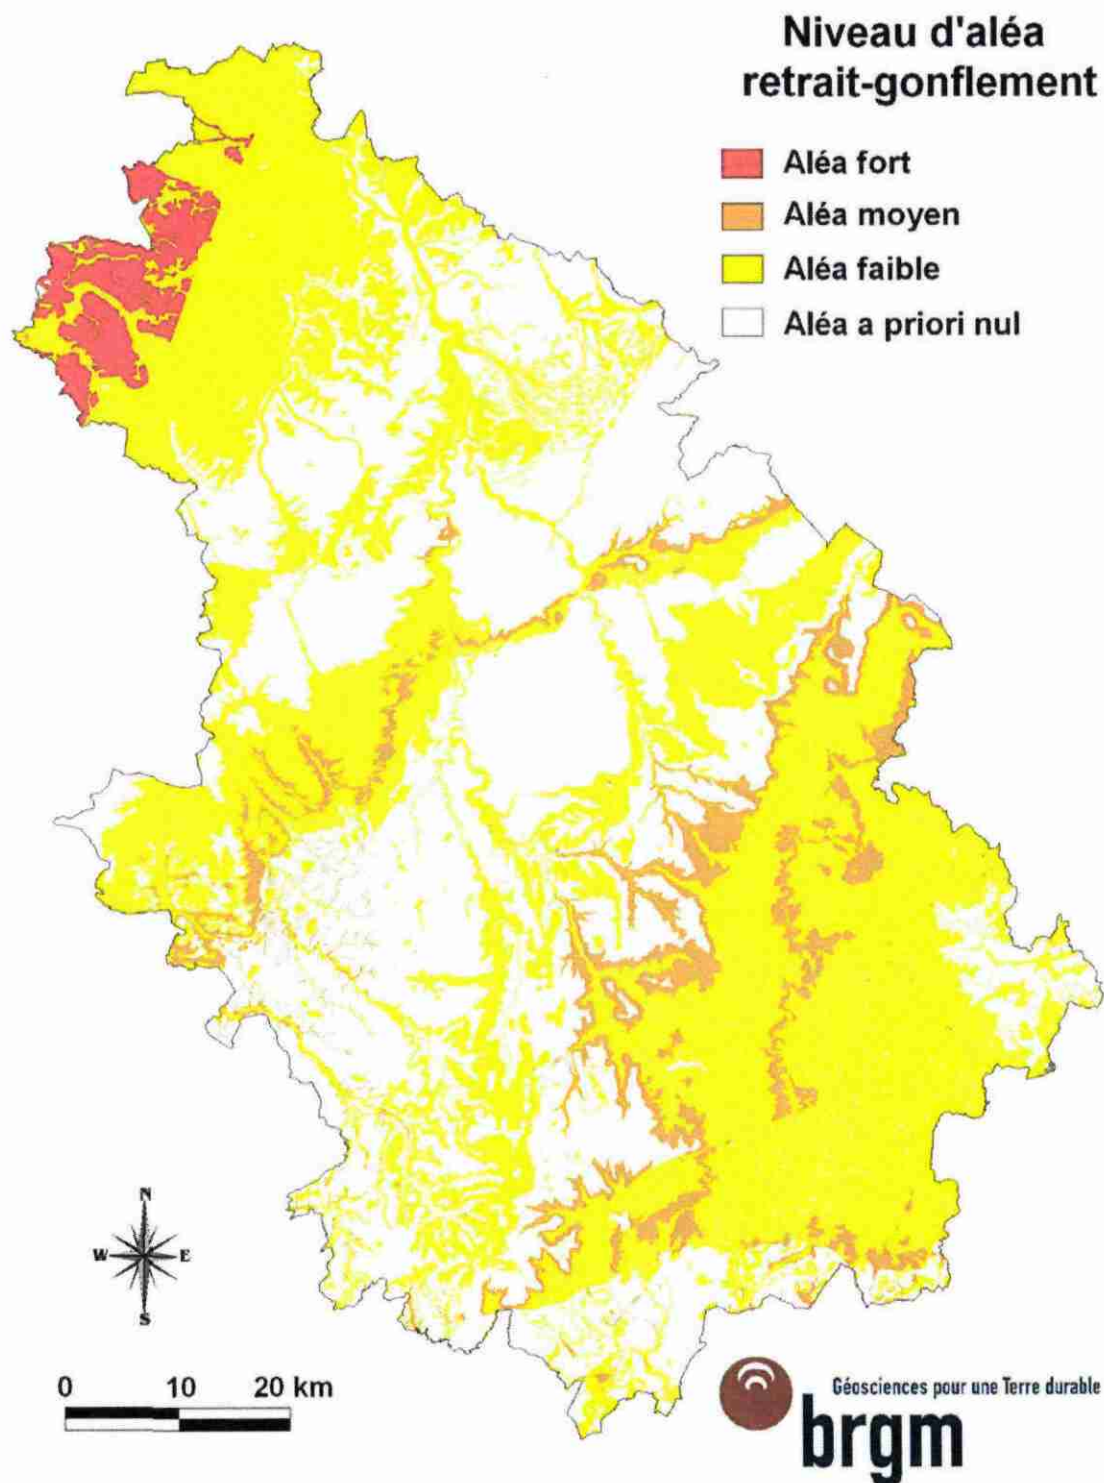 Niveau d'aléa
retrait-gonflement
Aléa fort
Aléa moyen
Aléa faible
Aléa a priori nul
N
W E
S
0 10 20 km
Géosciences pour une Terre durable
brgm